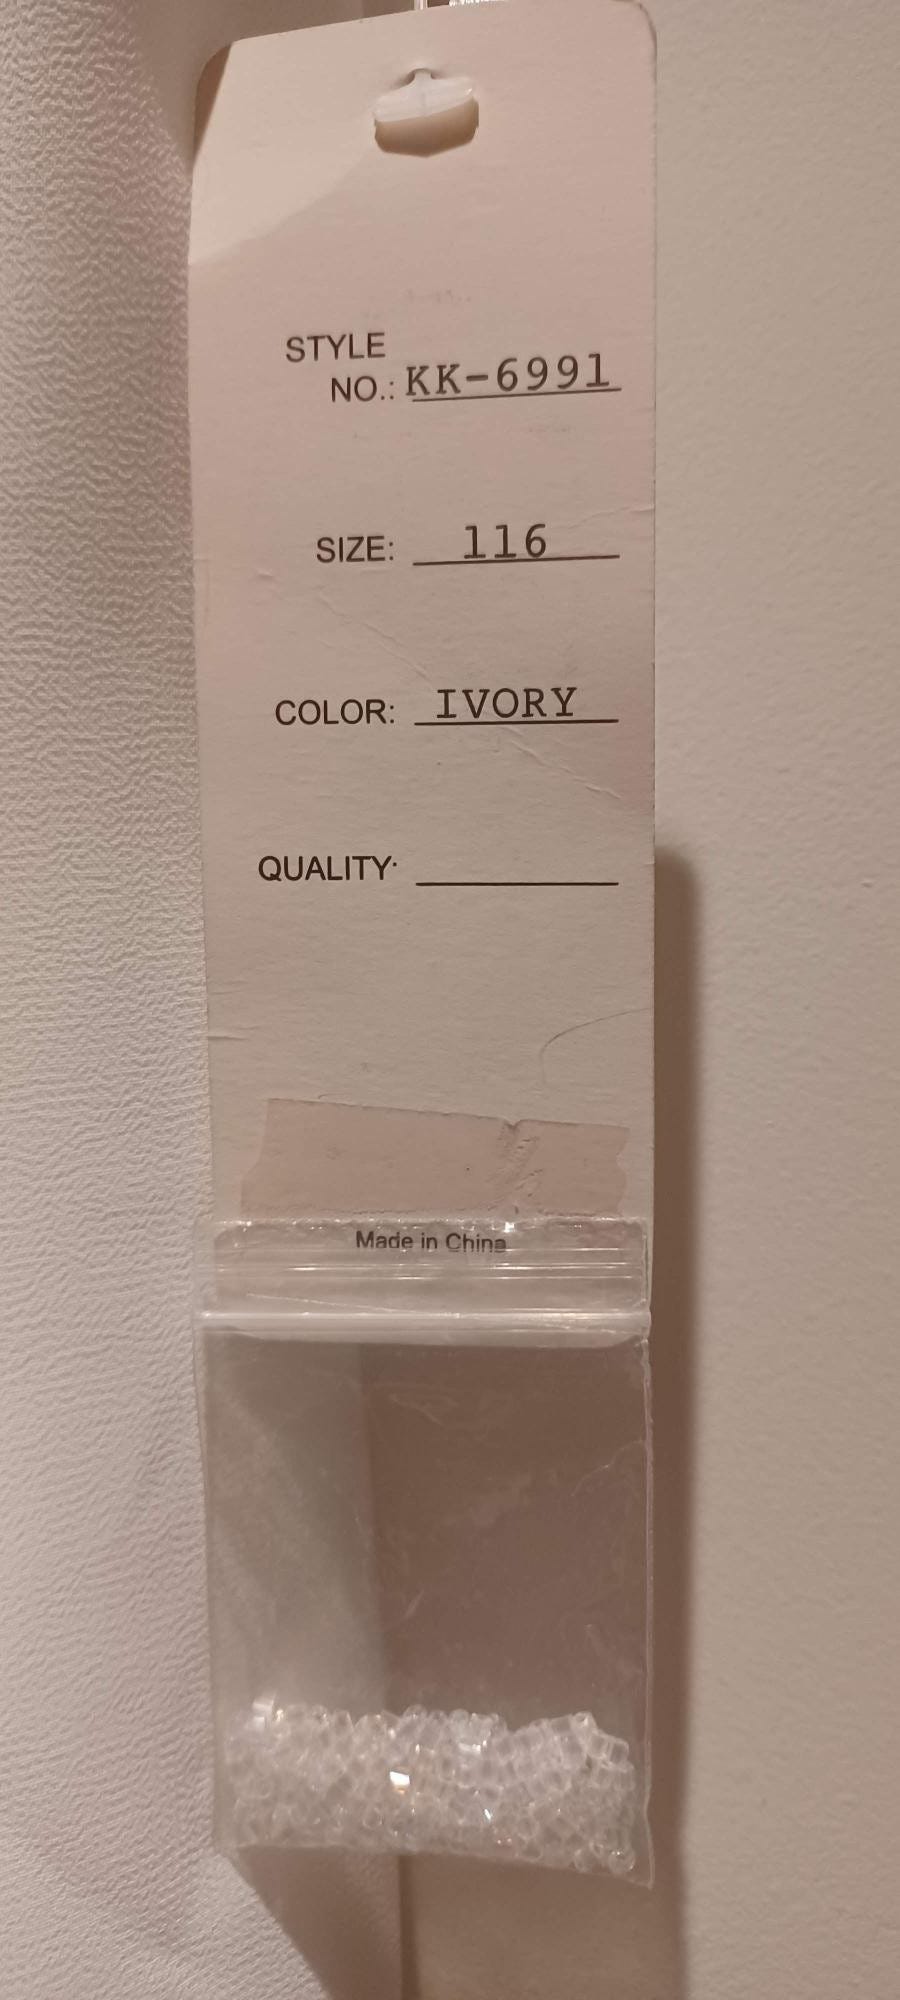 STYLE
NO.: KK-6991
SIZE: 116
COLOR: IVORY
QUALITY:
Made in China